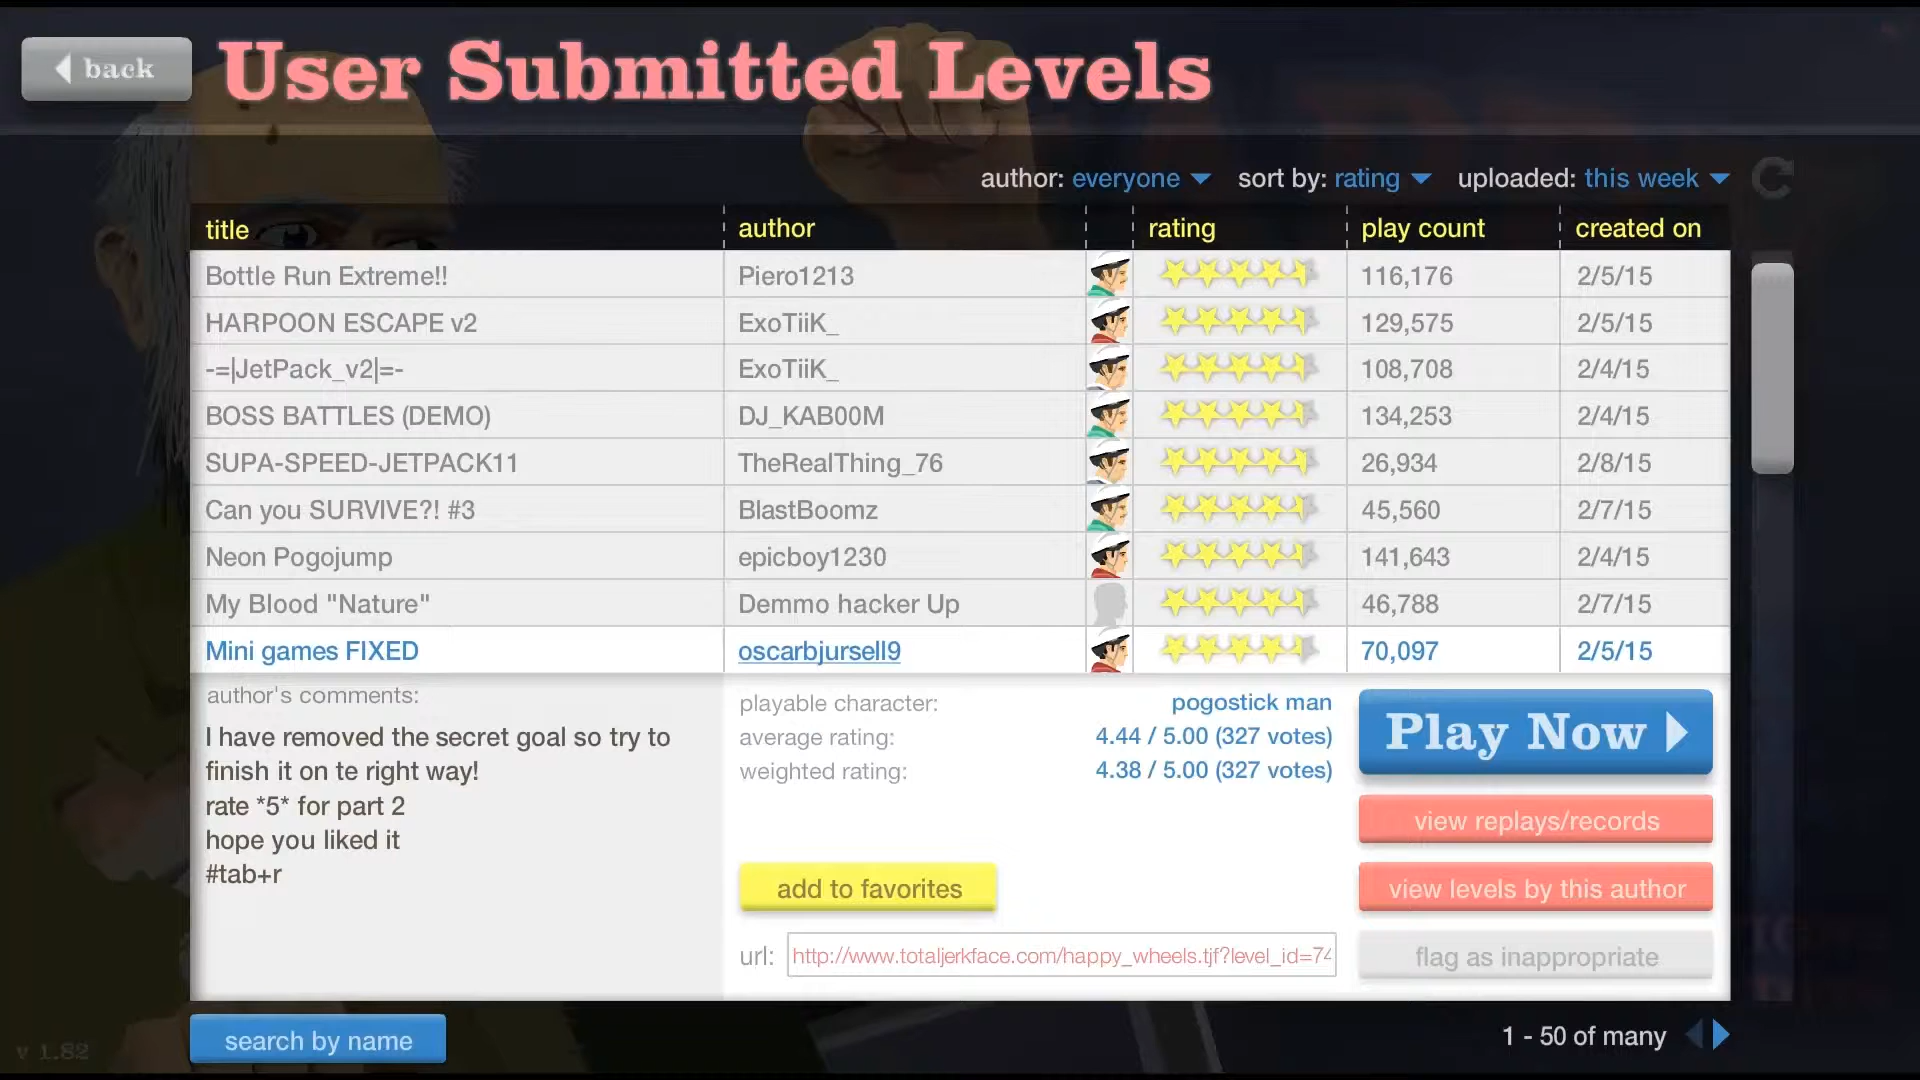 back
User Submitted Levels
author: everyone sort by: rating uploaded: this week
title author rating play count created on
Bottle Run Extreme!! Piero1213 116,176 2/5/15
HARPOON ESCAPE v2 ExoTiiK_ 129,575 2/5/15
-=|JetPack_v2|=- ExoTiiK_ 108,708 2/4/15
BOSS BATTLES (DEMO) DJ_KAB00M 134,253 2/4/15
SUPA-SPEED-JETPACK11 TheRealThing_76 26,934 2/8/15
Can you SURVIVE?! #3 BlastBoomz 45,560 2/7/15
Neon Pogojump epicboy1230 141,643 2/4/15
My Blood "Nature" Demmo hacker Up 46,788 2/7/15
Mini games FIXED oscarbjursell9 70,097 2/5/15
author's comments:
I have removed the secret goal so try to
finish it on te right way!
rate *5* for part 2
hope you liked it
#tab+r
playable character: pogostick man
average rating: 4.44 / 5.00 (327 votes)
weighted rating: 4.38 / 5.00 (327 votes)
add to favorites
url: http://www.totaljerkface.com/happy_wheels.tjf?level_id=74
Play Now
view replays/records
view levels by this author
flag as inappropriate
search by name
1 - 50 of many
v 1.82